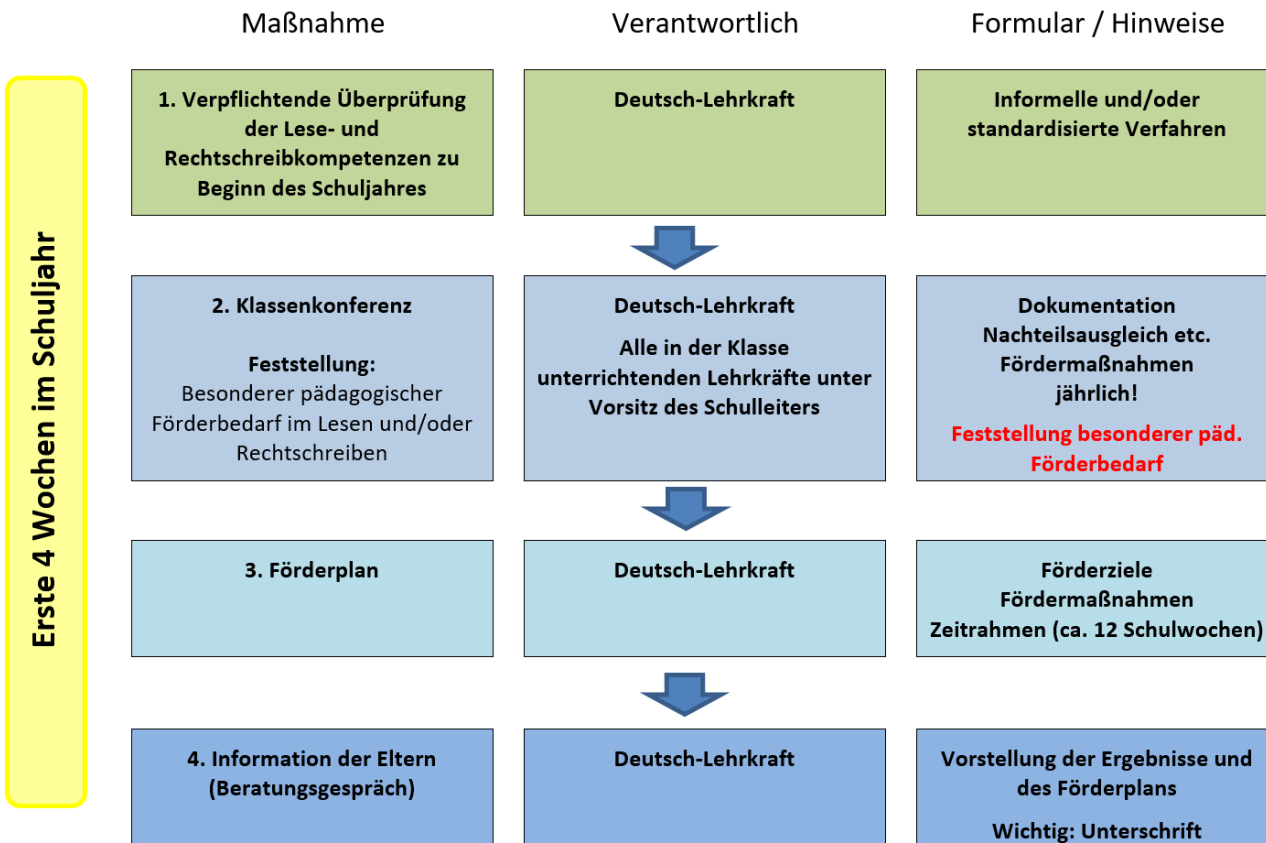 Maßnahme
Verantwortlich
Formular / Hinweise
Erste 4 Wochen im Schuljahr
1. Verpflichtende Überprüfung
der Lese- und
Rechtschreibkompetenzen zu
Beginn des Schuljahres
Deutsch-Lehrkraft
Informelle und/oder
standardisierte Verfahren
2. Klassenkonferenz
Feststellung:
Besonderer pädagogischer
Förderbedarf im Lesen und/oder
Rechtschreiben
Deutsch-Lehrkraft
Alle in der Klasse
unterrichtenden Lehrkräfte unter
Vorsitz des Schulleiters
Dokumentation
Nachteilsausgleich etc.
Fördermaßnahmen
jährlich!
Feststellung besonderer päd.
Förderbedarf
3. Förderplan
Deutsch-Lehrkraft
Förderziele
Fördermaßnahmen
Zeitrahmen (ca. 12 Schulwochen)
4. Information der Eltern
(Beratungsgespräch)
Deutsch-Lehrkraft
Vorstellung der Ergebnisse und
des Förderplans
Wichtig: Unterschrift